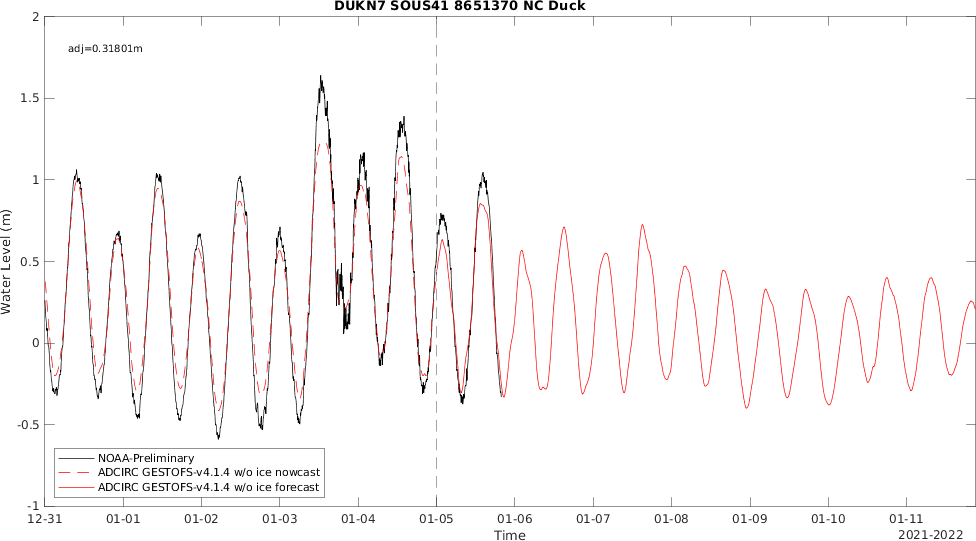 DUKN7 SOUS41 8651370 NC Duck
adj=0.31801m
Water Level (m)
2
1.5
1
0.5
0
-0.5
-1
NOAA-Preliminary
ADCIRC GESTOFS-v4.1.4 w/o ice nowcast
ADCIRC GESTOFS-v4.1.4 w/o ice forecast
12-31 01-01 01-02 01-03 01-04 01-05 01-06 01-07 01-08 01-09 01-10 01-11
Time
2021-2022